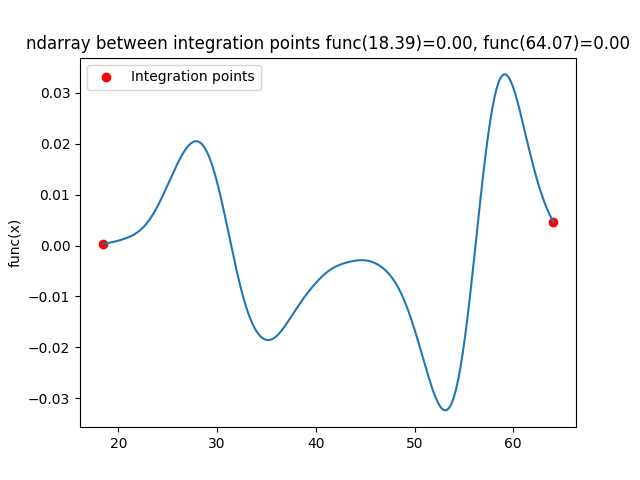 ndarray between integration points func(18.39)=0.00, func(64.07)=0.00
Integration points
func(x)
0.03
0.02
0.01
0.00
−0.01
−0.02
−0.03
20 30 40 50 60